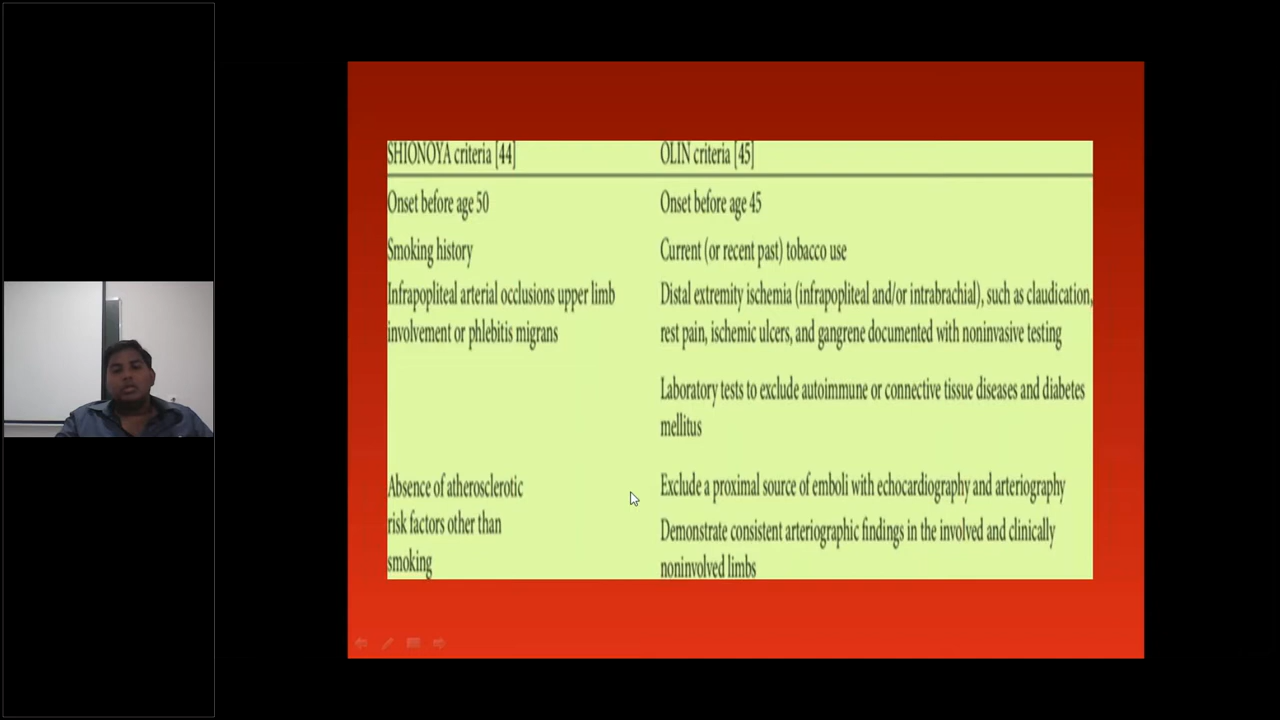 SHIONOYA criteria [44]
OLIN criteria [45]
Onset before age 50
Onset before age 45
Smoking history
Current (or recent past) tobacco use
Infrapopliteal arterial occlusions upper limb
involvement or phlebitis migrans
Distal extremity ischemia (infrapopliteal and/or intrabrachial), such as claudication,
rest pain, ischemic ulcers, and gangrene documented with noninvasive testing
Laboratory tests to exclude autoimmune or connective tissue diseases and diabetes
mellitus
Absence of atherosclerotic
risk factors other than
smoking
Exclude a proximal source of emboli with echocardiography and arteriography
Demonstrate consistent arteriographic findings in the involved and clinically
noninvolved limbs